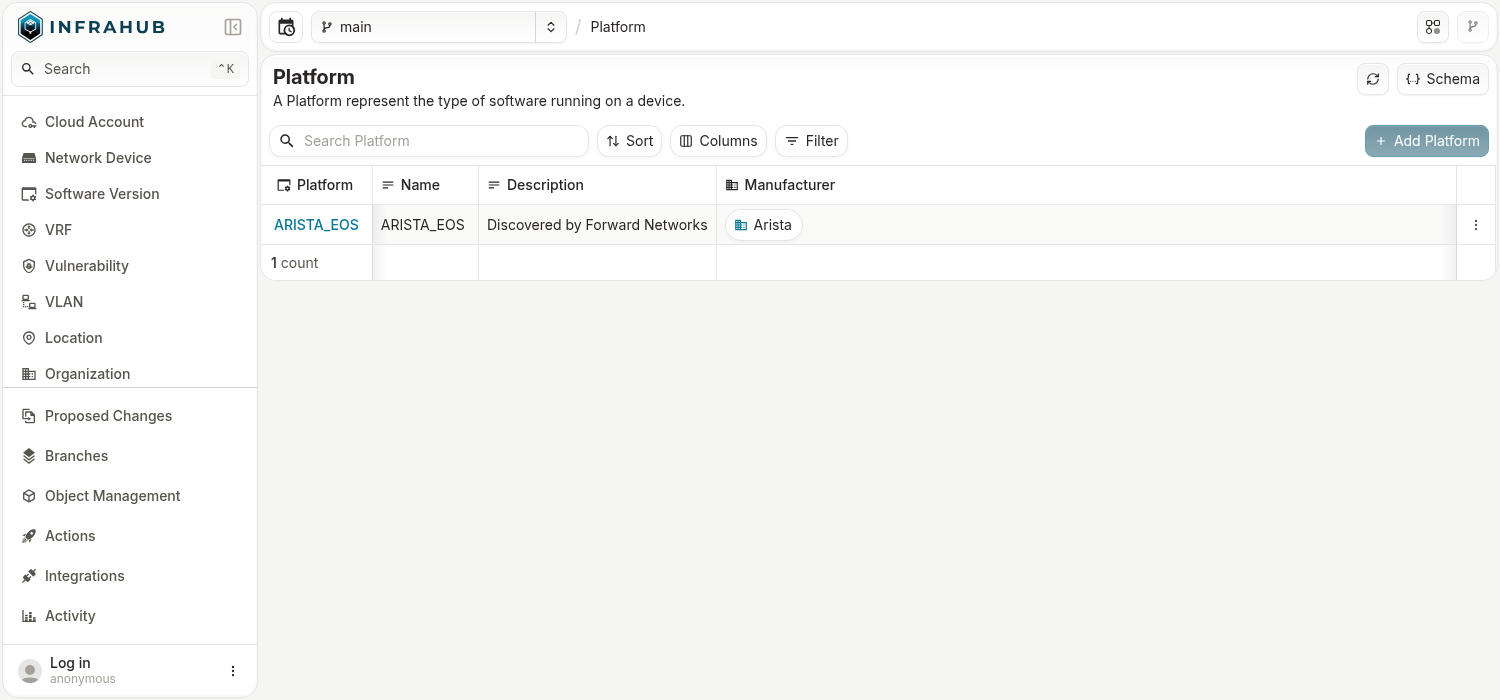 INFRAHUB
Search ⌃K
Cloud Account
Network Device
Software Version
VRF
Vulnerability
VLAN
Location
Organization
Proposed Changes
Branches
Object Management
Actions
Integrations
Activity
Log in
anonymous
main / Platform
Platform
A Platform represent the type of software running on a device.
Schema
Search Platform Sort Columns Filter + Add Platform
Platform Name Description Manufacturer
ARISTA_EOS ARISTA_EOS Discovered by Forward Networks Arista
1 count